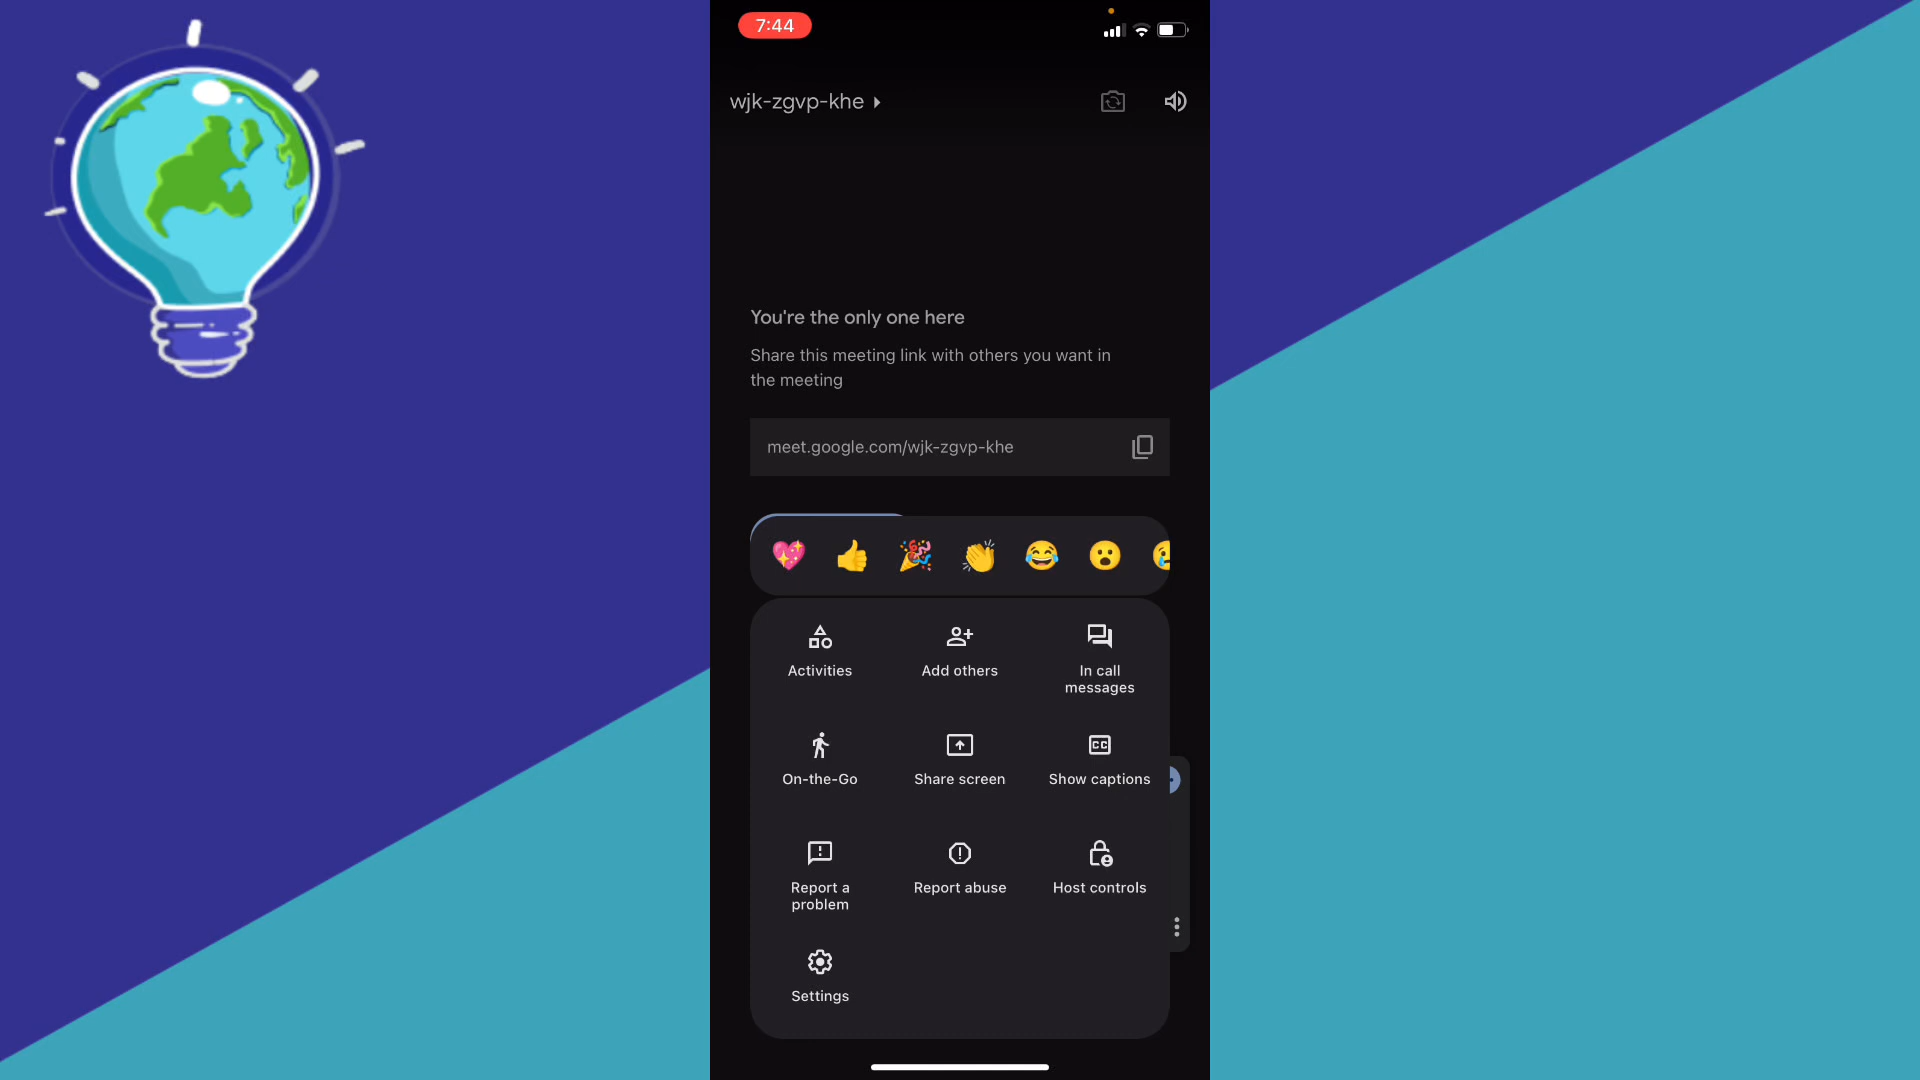 7:44
wjk-zgvp-khe
You're the only one here
Share this meeting link with others you want in
the meeting
meet.google.com/wjk-zgvp-khe
Activities
Add others
In call
messages
On-the-Go
Share screen
CC
Show captions
Report a
problem
Report abuse
Host controls
Settings